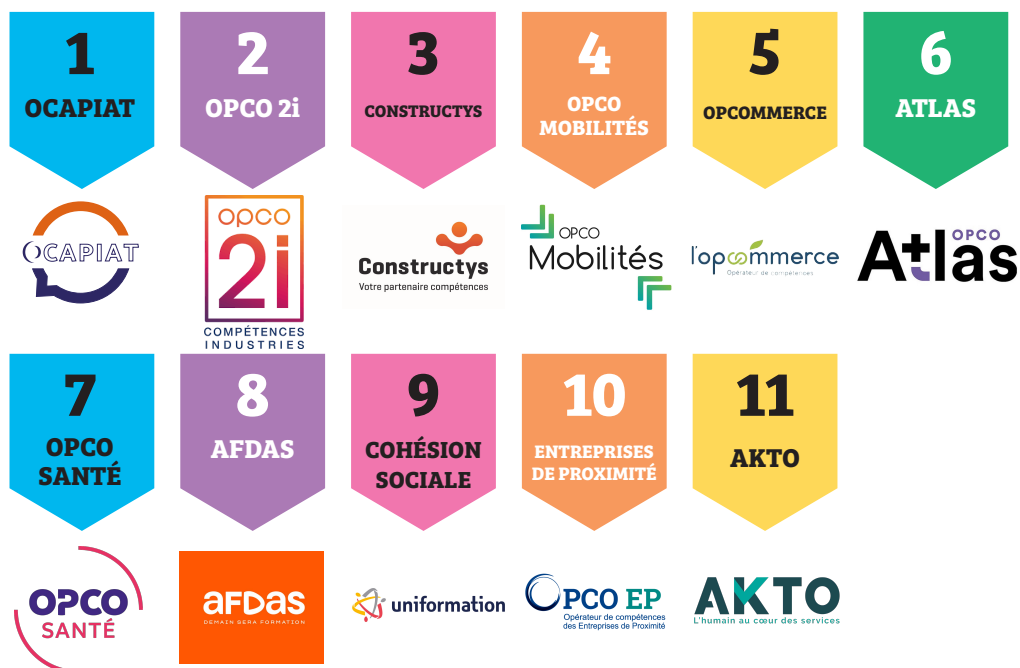 1
OCAPIAT
2
OPCO 2i
3
CONSTRUCTYS
4
OPCO
MOBILITÉS
5
OPCOMMERCE
6
ATLAS
OCAPIAT
opco
2i
COMPÉTENCES
INDUSTRIES
Constructys
Votre partenaire compétences
OPCO
Mobilités
l'opcommerce
Opérateur de compétences
OPCO
Atlas
7
OPCO
SANTÉ
8
AFDAS
9
COHÉSION
SOCIALE
10
ENTREPRISES
DE PROXIMITÉ
11
AKTO
OPCO
SANTÉ
aFDas
DEMAIN SERA FORMATION
uniformation
OPCO EP
Opérateur de compétences
des Entreprises de Proximité
AKTO
L'humain au cœur des services